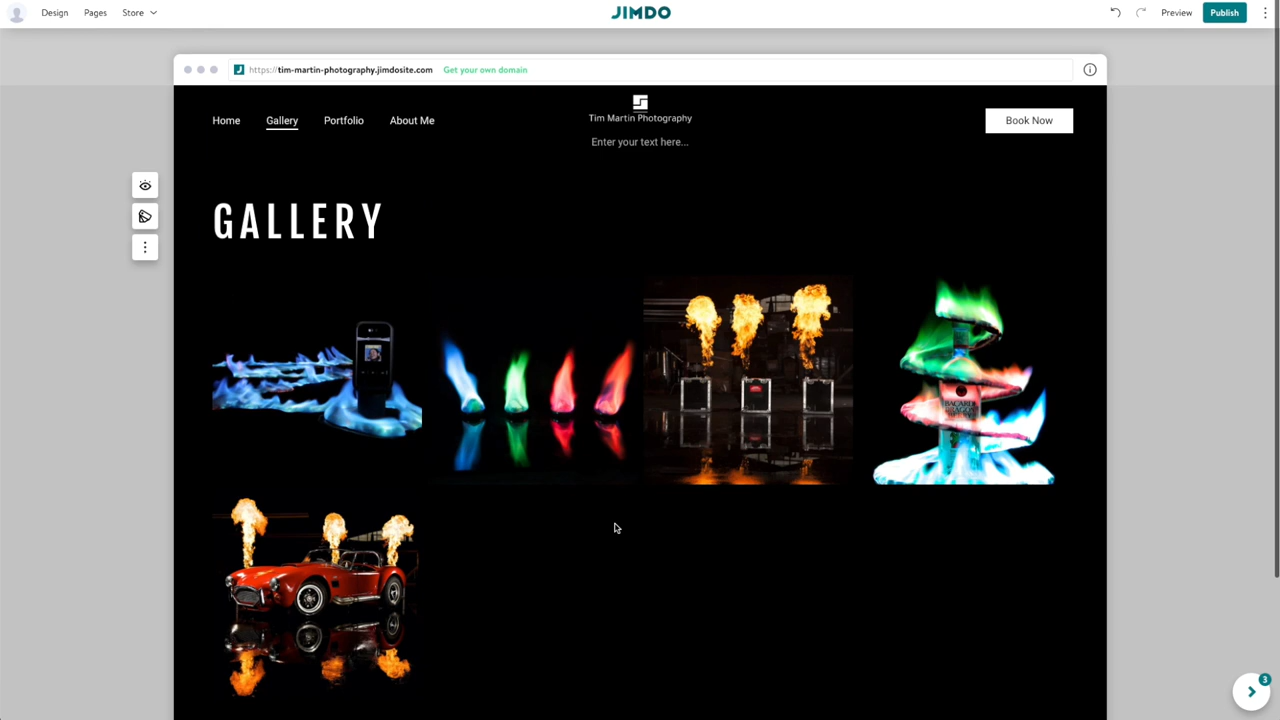 Design
Pages
Store
JIMDO
Preview
Publish
https://tim-martin-photography.jimdosite.com
Get your own domain
Home
Gallery
Portfolio
About Me
Tim Martin Photography
Enter your text here...
Book Now
GALLERY
BACARDI
3